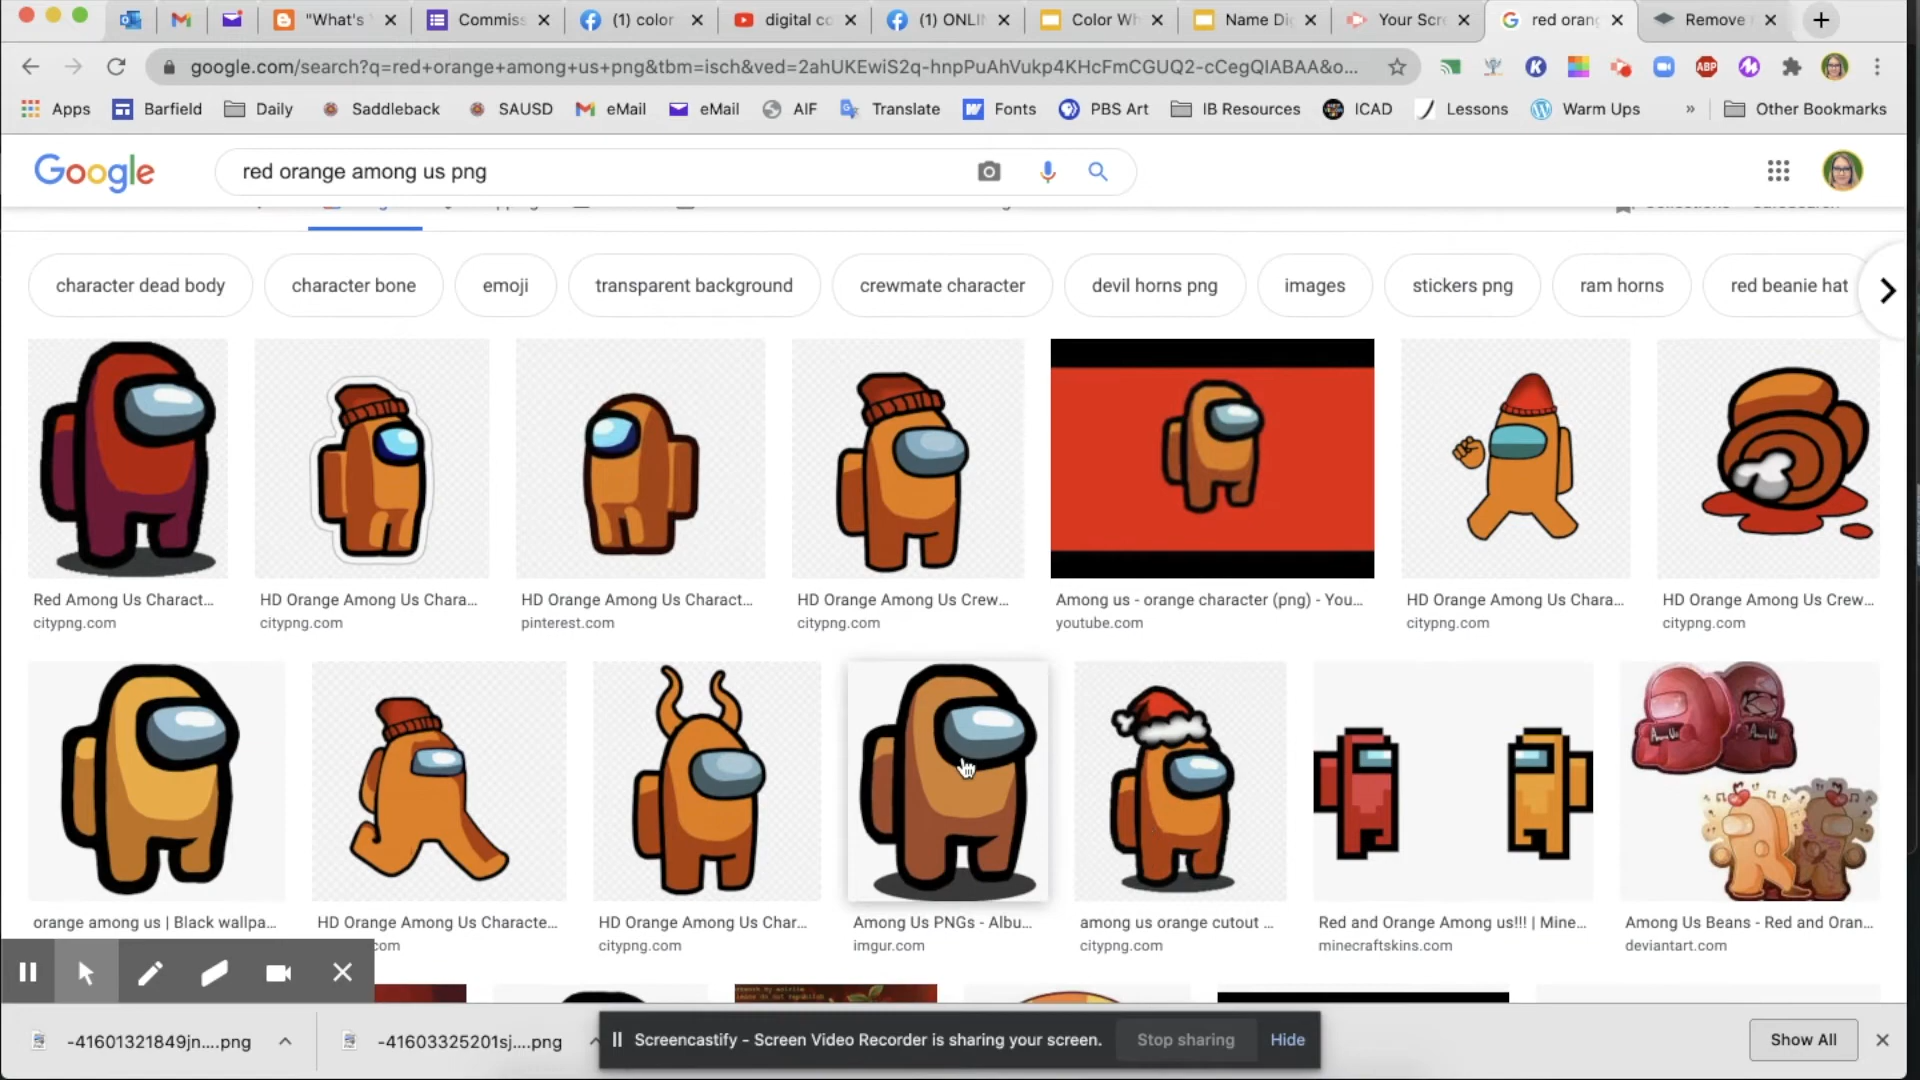 "What's
Commiss
(1) color
digital co
(1) ONLI
Color Wh
Name Di
Your Scre
red orang
Remove
google.com/search?q=red+orange+among+us+png&tbm=isch&ved=2ahUKEwiS2q-hnpPuAhVukp4KHcFmCGUQ2-cCegQIABAA&o...
ABP
Apps
Barfield
Daily
Saddleback
SAUSD
eMail
eMail
AIF
Translate
Fonts
PBS Art
IB Resources
ICAD
Lessons
Warm Ups
»
Other Bookmarks
Google
red orange among us png
character dead body
character bone
emoji
transparent background
crewmate character
devil horns png
images
stickers png
ram horns
red beanie hat
Red Among Us Charact...
citypng.com
HD Orange Among Us Chara...
citypng.com
HD Orange Among Us Charact...
pinterest.com
HD Orange Among Us Crew...
citypng.com
Among us - orange character (png) - You...
youtube.com
HD Orange Among Us Chara...
citypng.com
HD Orange Among Us Crew...
citypng.com
orange among us | Black wallpa...
HD Orange Among Us Characte...
com
HD Orange Among Us Char...
citypng.com
Among Us PNGs - Albu...
imgur.com
among us orange cutout ...
citypng.com
Red and Orange Among us!!! | Mine...
minecraftskins.com
Among Us Beans - Red and Oran...
deviantart.com
-41601321849jn....png
-41603325201sj....png
Screencastify - Screen Video Recorder is sharing your screen.
Stop sharing
Hide
Show All